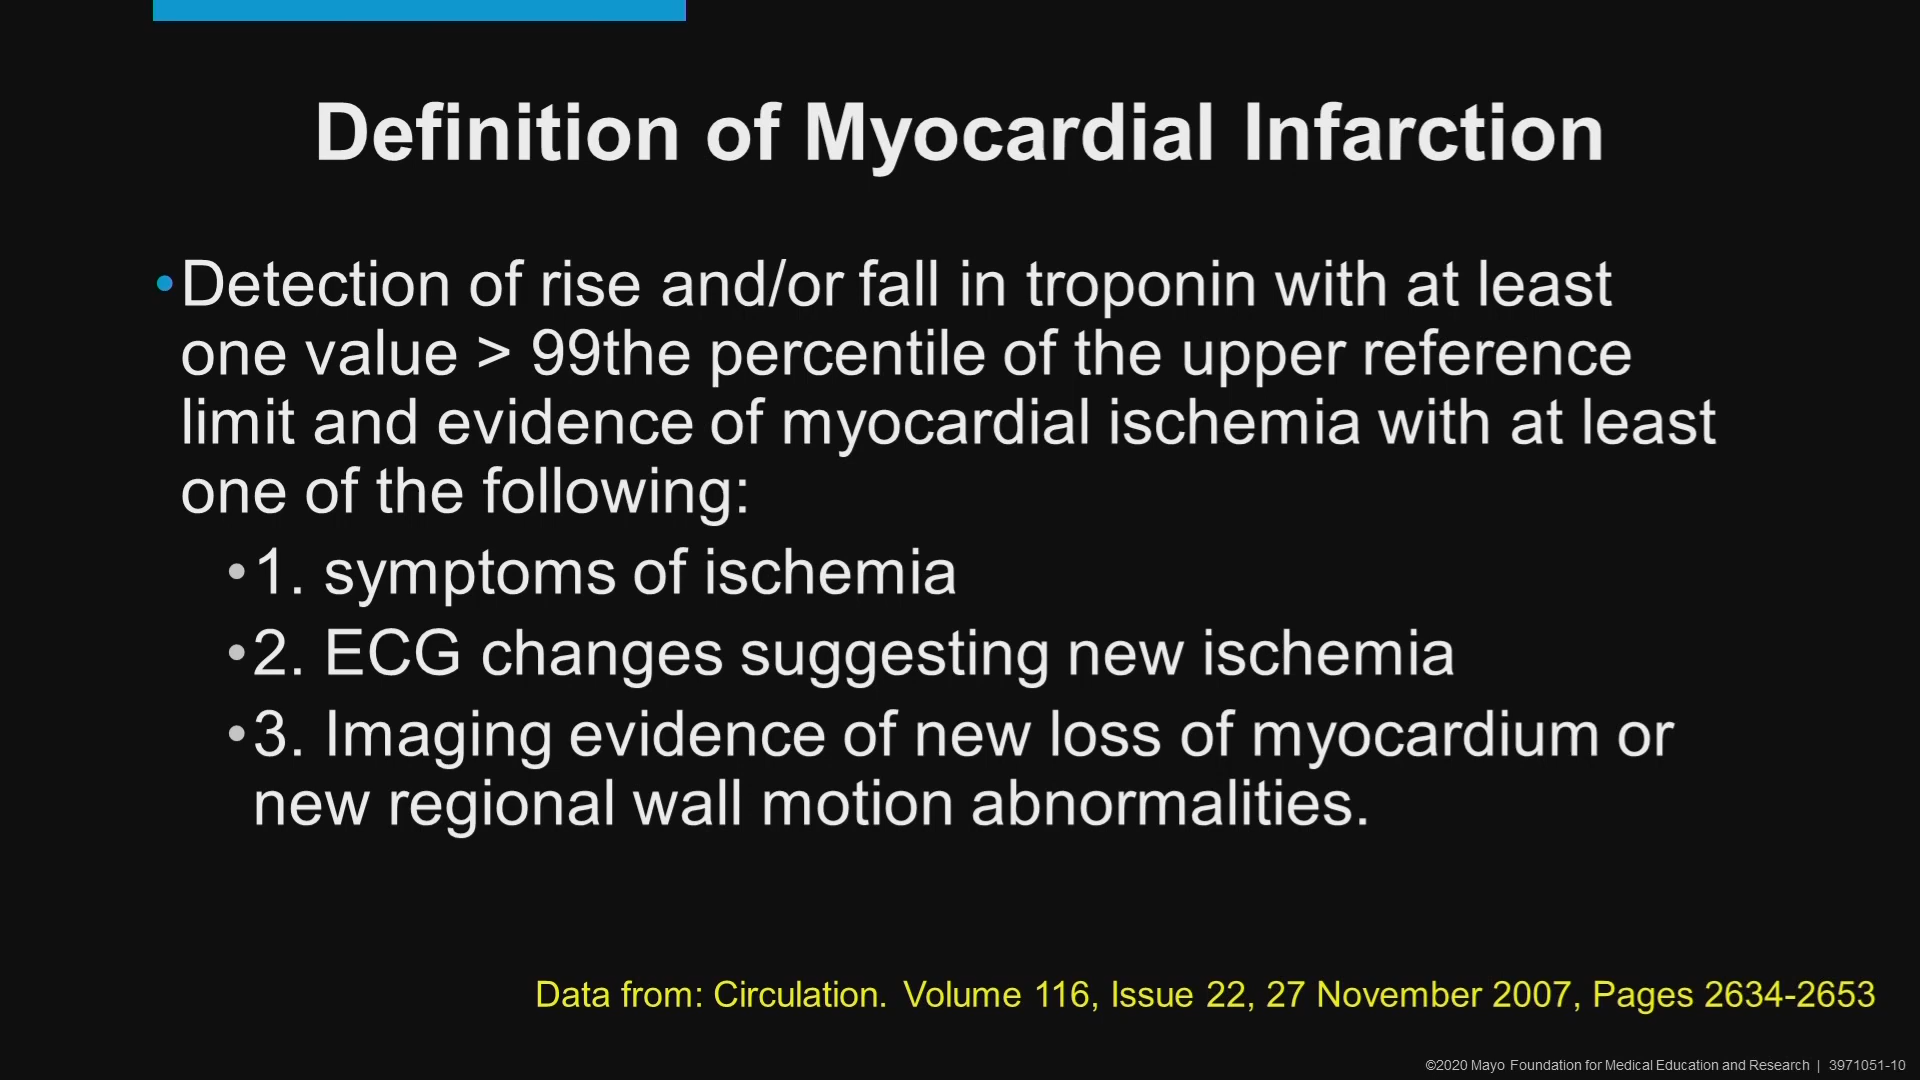 Definition of Myocardial Infarction
•Detection of rise and/or fall in troponin with at least
one value > 99the percentile of the upper reference
limit and evidence of myocardial ischemia with at least
one of the following:
•1. symptoms of ischemia
•2. ECG changes suggesting new ischemia
•3. Imaging evidence of new loss of myocardium or
new regional wall motion abnormalities.
Data from: Circulation. Volume 116, Issue 22, 27 November 2007, Pages 2634-2653
©2020 Mayo Foundation for Medical Education and Research | 3971051-10